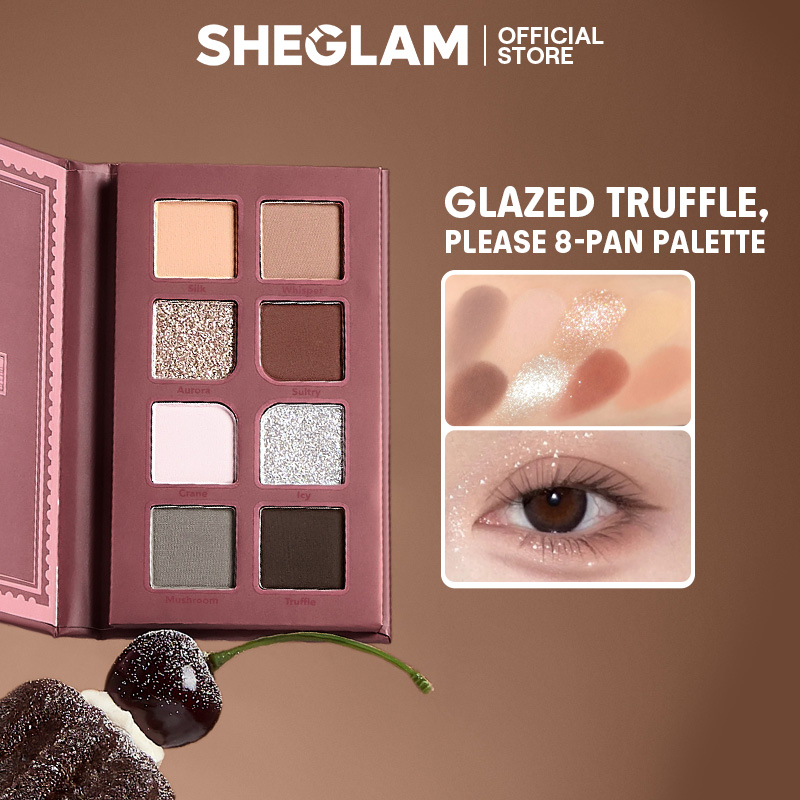 SHEGLAM
OFFICIAL
STORE
GLAZED TRUFFLE,
PLEASE 8-PAN PALETTE
Silk
Whisper
Aurora
Sultry
Crane
Icy
Mushroom
Truffle